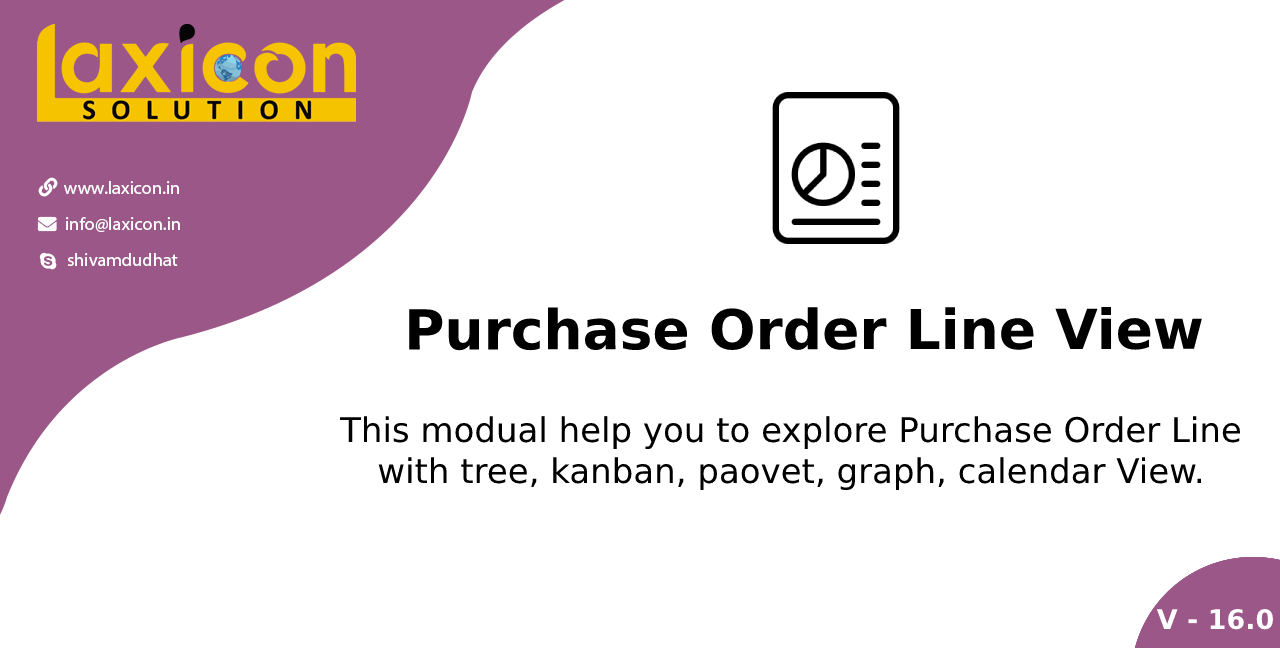 laxicon
SOLUTION
www.laxicon.in
info@laxicon.in
shivamdudhat
Purchase Order Line View
This modual help you to explore Purchase Order Line
with tree, kanban, paovet, graph, calendar View.
V - 16.0